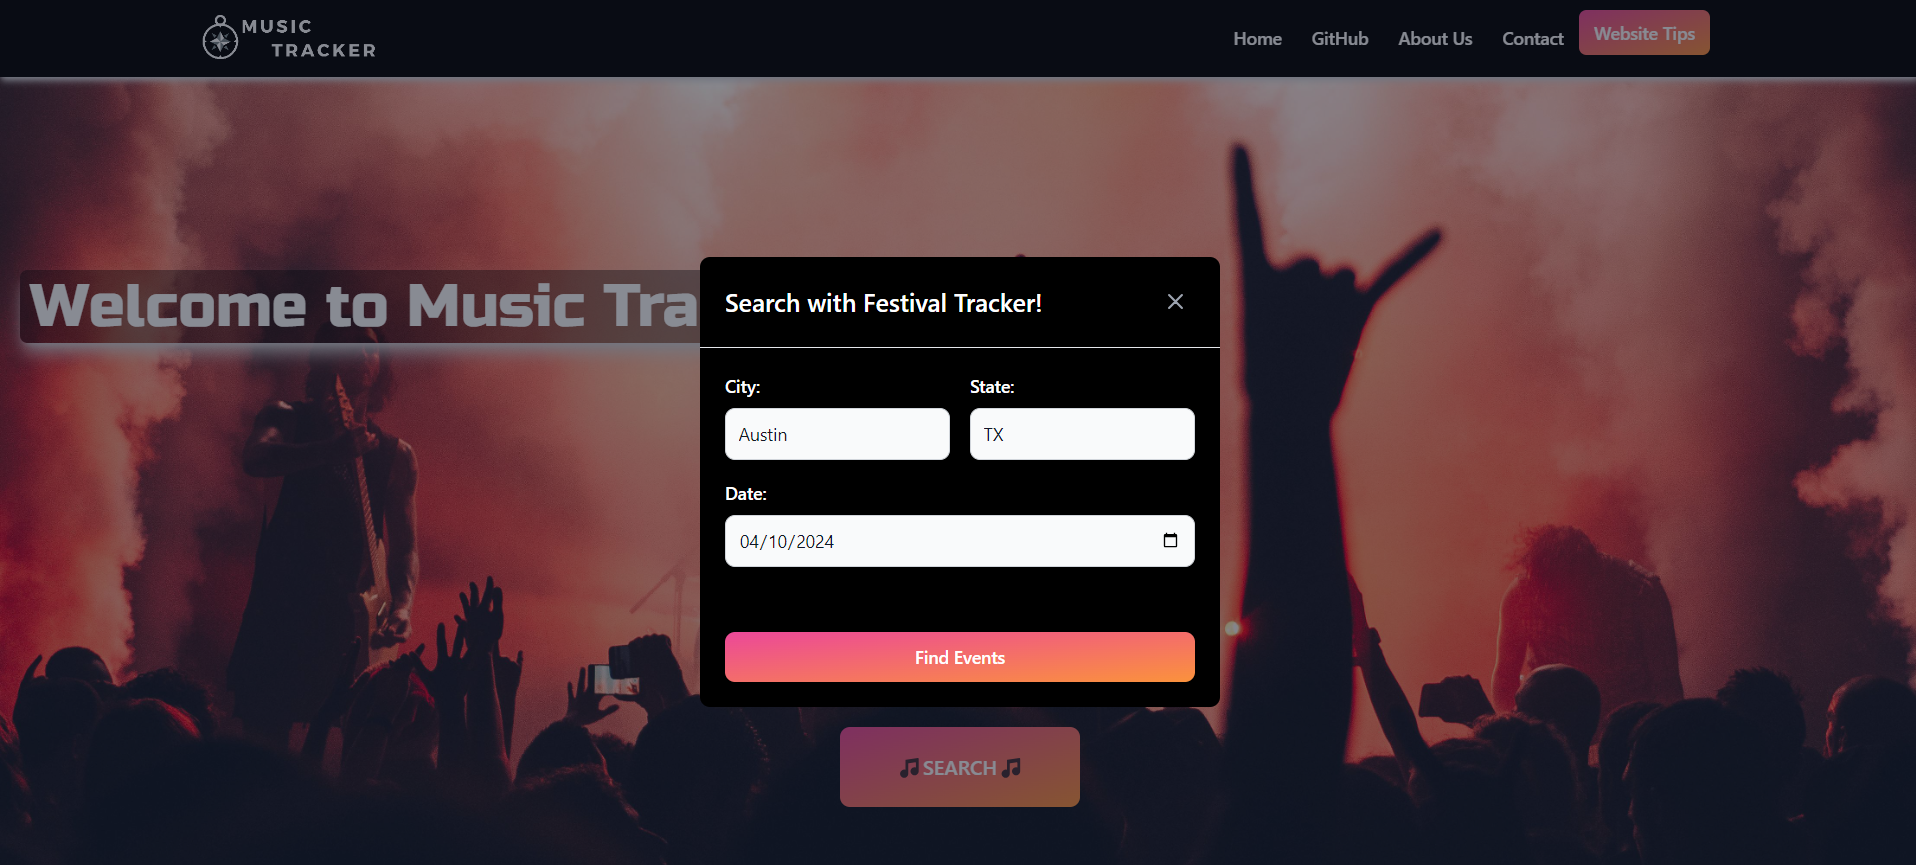 MUSIC
TRACKER
Home GitHub About Us Contact Website Tips
Welcome to Music Tra
Search with Festival Tracker!
City: State:
Austin TX
Date:
04/10/2024
Find Events
SEARCH